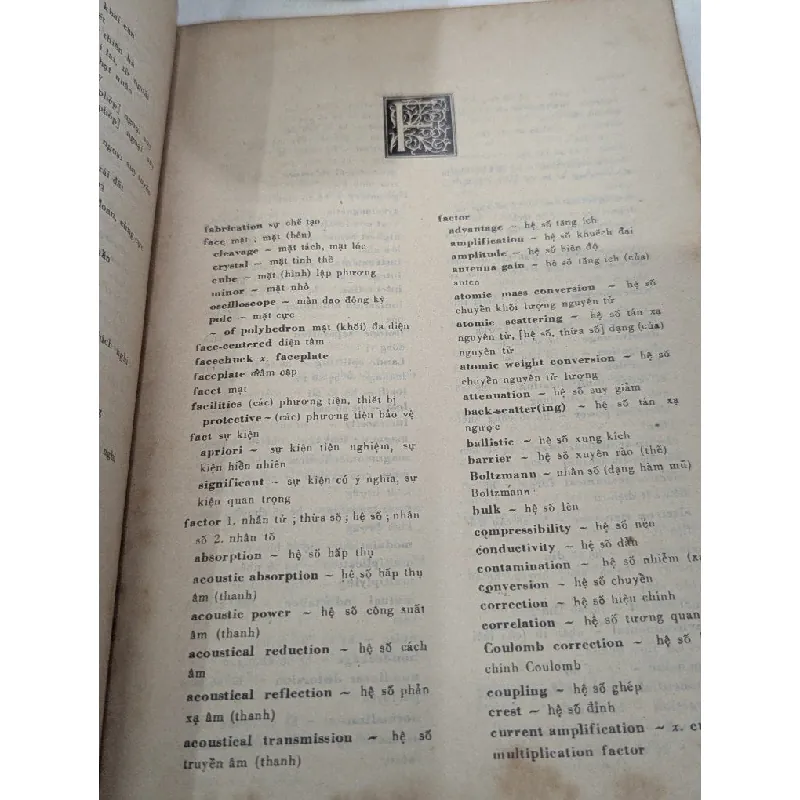 F
fabrication sự chế tạo
face mặt ; mặt (bên)
cleavage ~ mặt tách, mặt lác
crystal ~ mặt tinh thể
cube ~ mặt (hình) lập phương
minor ~ mặt nhỏ
oscilloscope ~ màn dao động ký
pole ~ mặt cực
~ of polyhedron mặt (khối) đa diện
face-centered diện tâm
facechuck x. faceplate
faceplate mâm cặp
facet mặt
facilities (các) phương tiện, thiết bị
protective ~ (các) phương tiện bảo vệ
fact sự kiện
apriori ~ sự kiện tiên nghiệm, sự
kiện hiển nhiên
significant ~ sự kiện có ý nghĩa, sự
kiện quan trọng
factor 1. nhân tử ; thừa số ; hệ số ; nhân
số 2. nhân tố
absorption ~ hệ số hấp thụ
acoustic absorption ~ hệ số hấp thụ
âm (thanh)
acoustic power ~ hệ số công suất
âm (thanh)
acoustical reduction ~ hệ số cách
âm
acoustical reflection ~ hệ số phản
xạ âm (thanh)
acoustical transmission ~ hệ số
truyền âm (thanh)
factor
advantage ~ hệ số tăng ích
amplification ~ hệ số khuếch đại
amplitude ~ hệ số biên độ
antenna gain ~ hệ số tăng ích (của)
anten
atomic mass conversion ~ hệ số
chuyển khối lượng nguyên tử
atomic scattering ~ hệ số tán xạ
nguyên tử, [hệ số, thừa số] dạng (của)
nguyên tử
atomic weight conversion ~ hệ số
chuyển nguyên tử lượng
attenuation ~ hệ số suy giảm
back-scatter(ing) ~ hệ số tán xạ
ngược
ballistic ~ hệ số xung kích
barrier ~ hệ số xuyên rào (thế)
Boltzmann ~ nhân số (dạng hàm mũ)
Boltzmann
bulk ~ hệ số lèn
compressibility ~ hệ số nén
conductivity ~ hệ số dẫn
contamination ~ hệ số nhiễm
conversion ~ hệ số chuyển
correction ~ hệ số hiệu chỉnh
correlation ~ hệ số tương quan
Coulomb correction ~ hệ số
chỉnh Coulomb
coupling ~ hệ số ghép
crest ~ hệ số đỉnh
current amplification ~ x.
multiplication factor